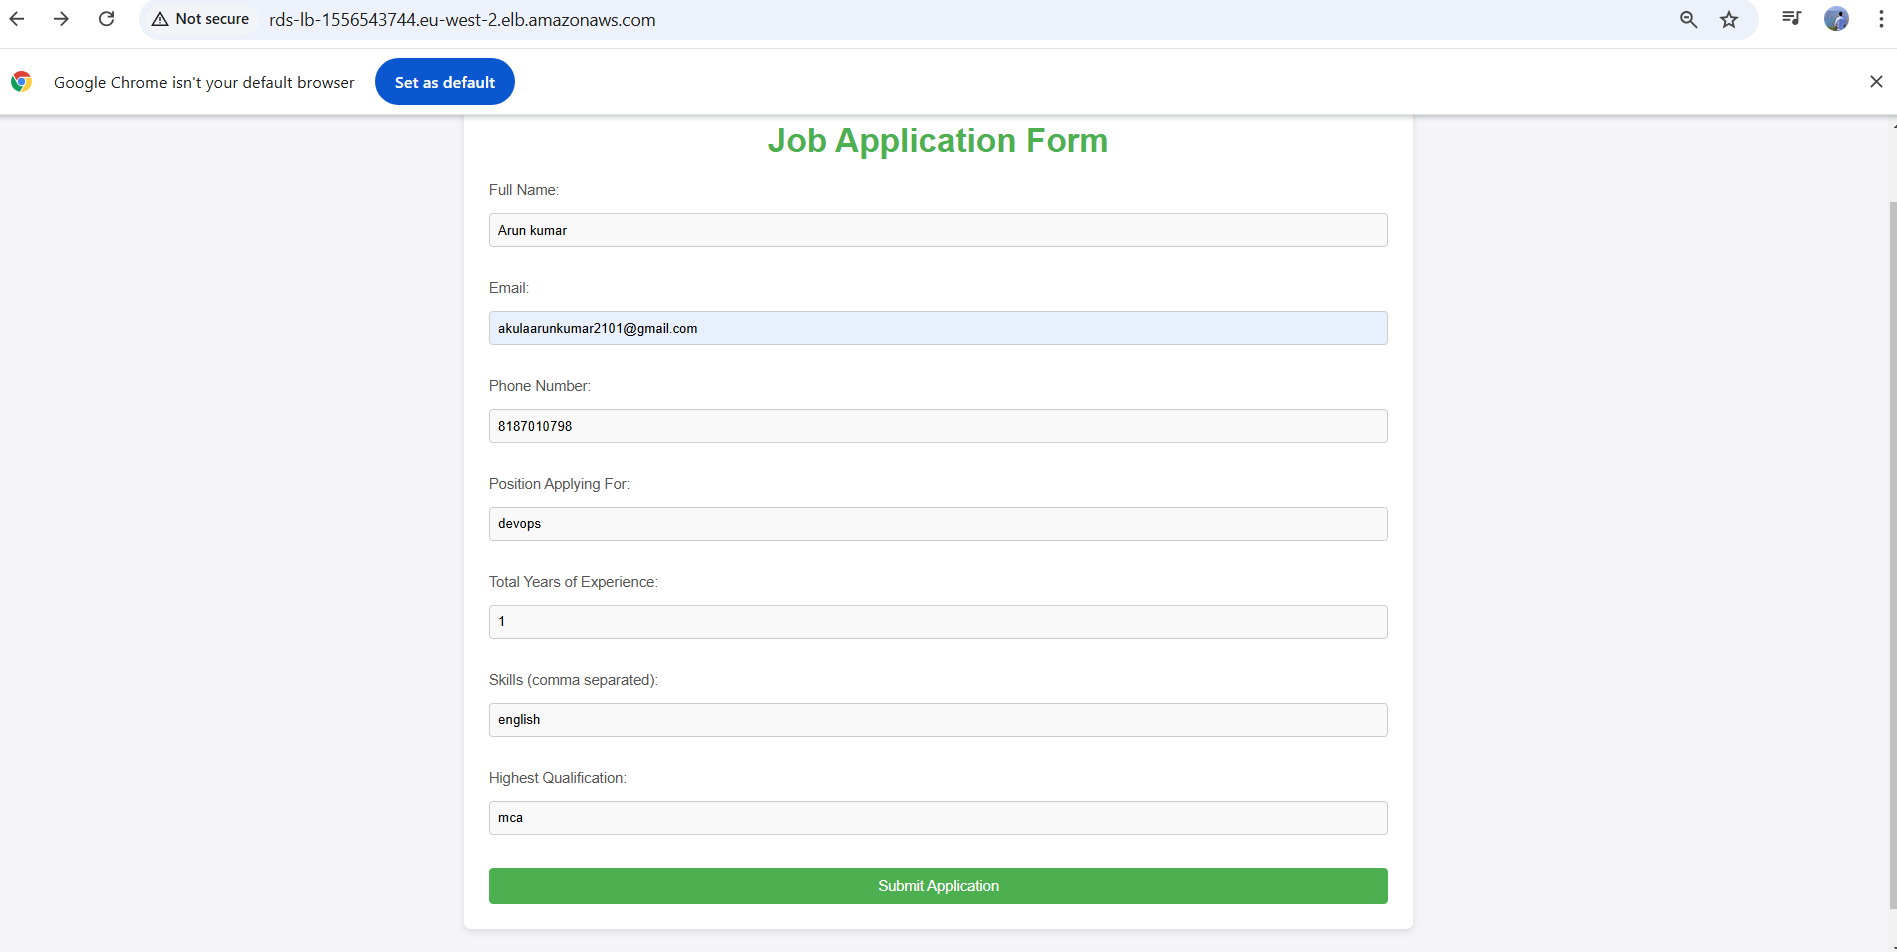 Not secure
rds-lb-1556543744.eu-west-2.elb.amazonaws.com
Google Chrome isn't your default browser
Set as default
Job Application Form
Full Name:
Arun kumar
Email:
akulaarunkumar2101@gmail.com
Phone Number:
8187010798
Position Applying For:
devops
Total Years of Experience:
1
Skills (comma separated):
english
Highest Qualification:
mca
Submit Application